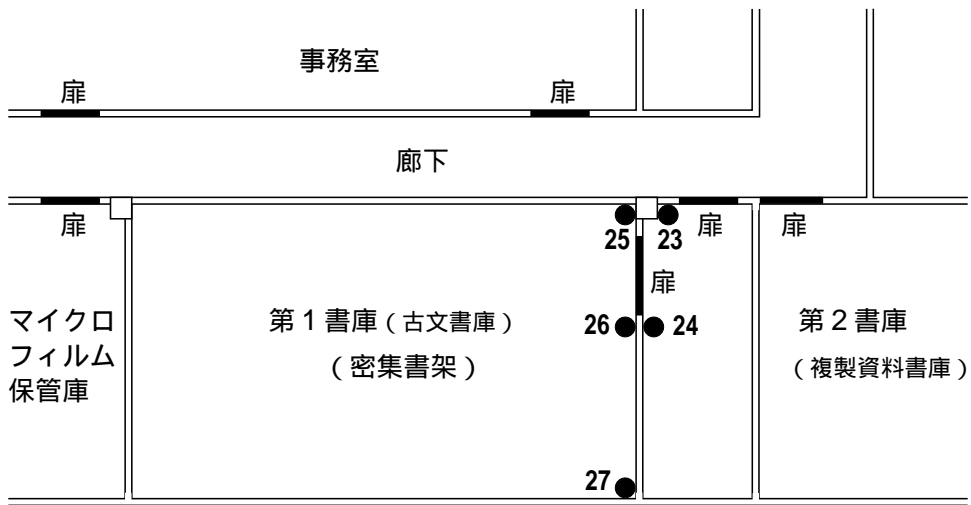 事務室
扉
扉
廊下
扉
25
23
扉
扉
扉
第１書庫（古文書庫）
（密集書架）
26
24
マイクロ
フィルム
保管庫
第２書庫
（複製資料書庫）
27